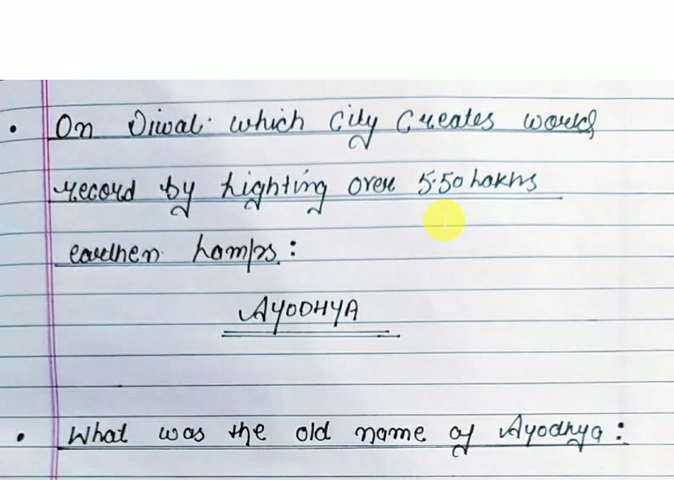 On Diwali which City Creates world
record by lighting over 5.50 Lakhs
earthen Lamps:
AYODHYA
What was the old name of Ayodhya: